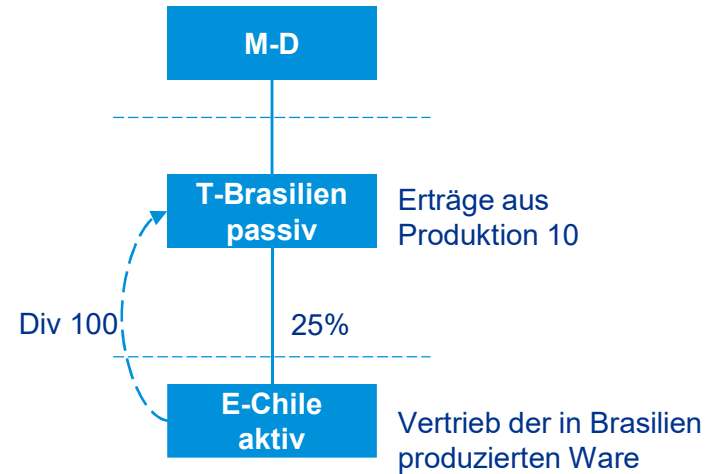 M-D
T-Brasilien
passiv
Erträge aus
Produktion 10
Div 100
25%
E-Chile
aktiv
Vertrieb der in Brasilien
produzierten Ware